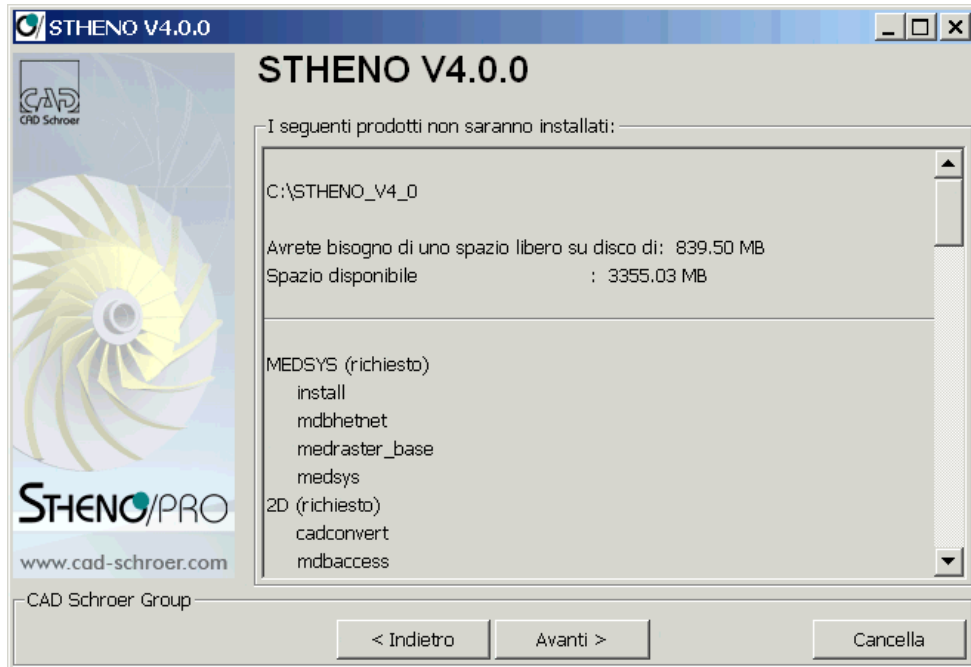 STHENO V4.0.0
CAD
CAD Schroer
STHENO V4.0.0
I seguenti prodotti non saranno installati:
C:\STHENO_V4_0
Avrete bisogno di uno spazio libero su disco di: 839.50 MB
Spazio disponibile : 3355.03 MB
MEDSYS (richiesto)
install
mdbhetnet
medraster_base
medsys
2D (richiesto)
cadconvert
mdbaccess
STHENO/PRO
www.cad-schroer.com
CAD Schroer Group
< Indietro
Avanti >
Cancella